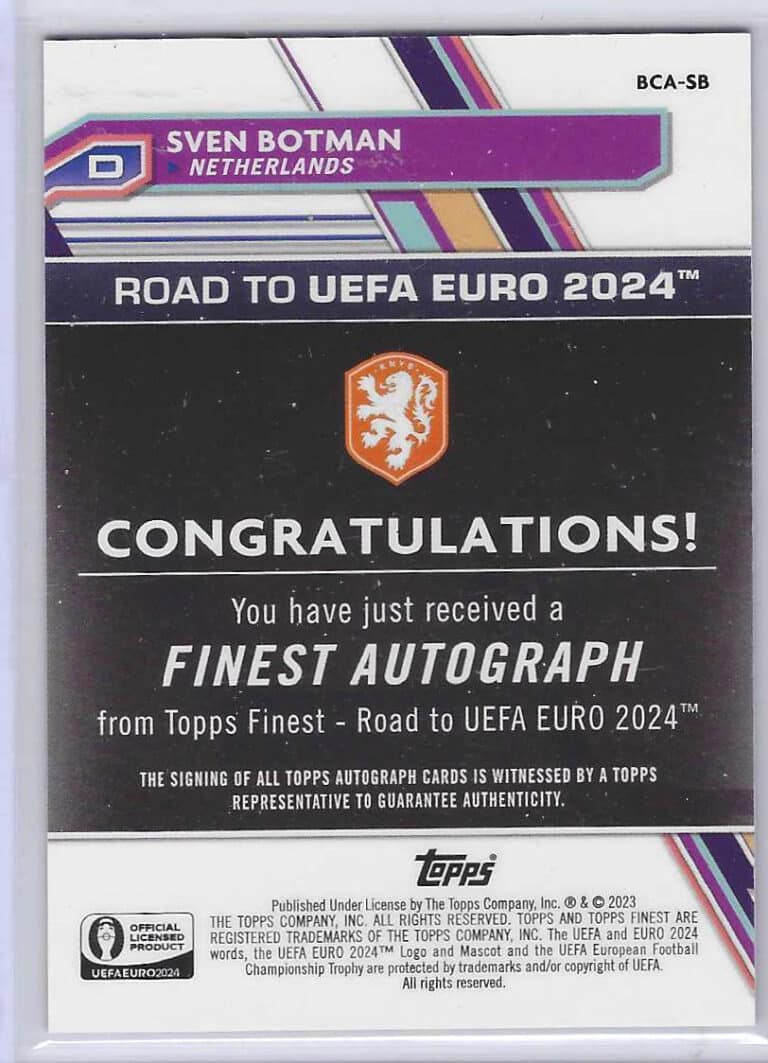 BCA-SB
SVEN BOTMAN
D
NETHERLANDS
ROAD TO UEFA EURO 2024™
KNVB
CONGRATULATIONS!
You have just received a
FINEST AUTOGRAPH
from Topps Finest - Road to UEFA EURO 2024™
THE SIGNING OF ALL TOPPS AUTOGRAPH CARDS IS WITNESSED BY A TOPPS
REPRESENTATIVE TO GUARANTEE AUTHENTICITY.
topps®
Published Under License by The Topps Company, Inc. ® & © 2023
THE TOPPS COMPANY, INC. ALL RIGHTS RESERVED. TOPPS AND TOPPS FINEST ARE
REGISTERED TRADEMARKS OF THE TOPPS COMPANY, INC. The UEFA and EURO 2024
words, the UEFA EURO 2024™ Logo and Mascot and the UEFA European Football
Championship Trophy are protected by trademarks and/or copyright of UEFA.
All rights reserved.
OFFICIAL
LICENSED
PRODUCT
UEFAEURO2024